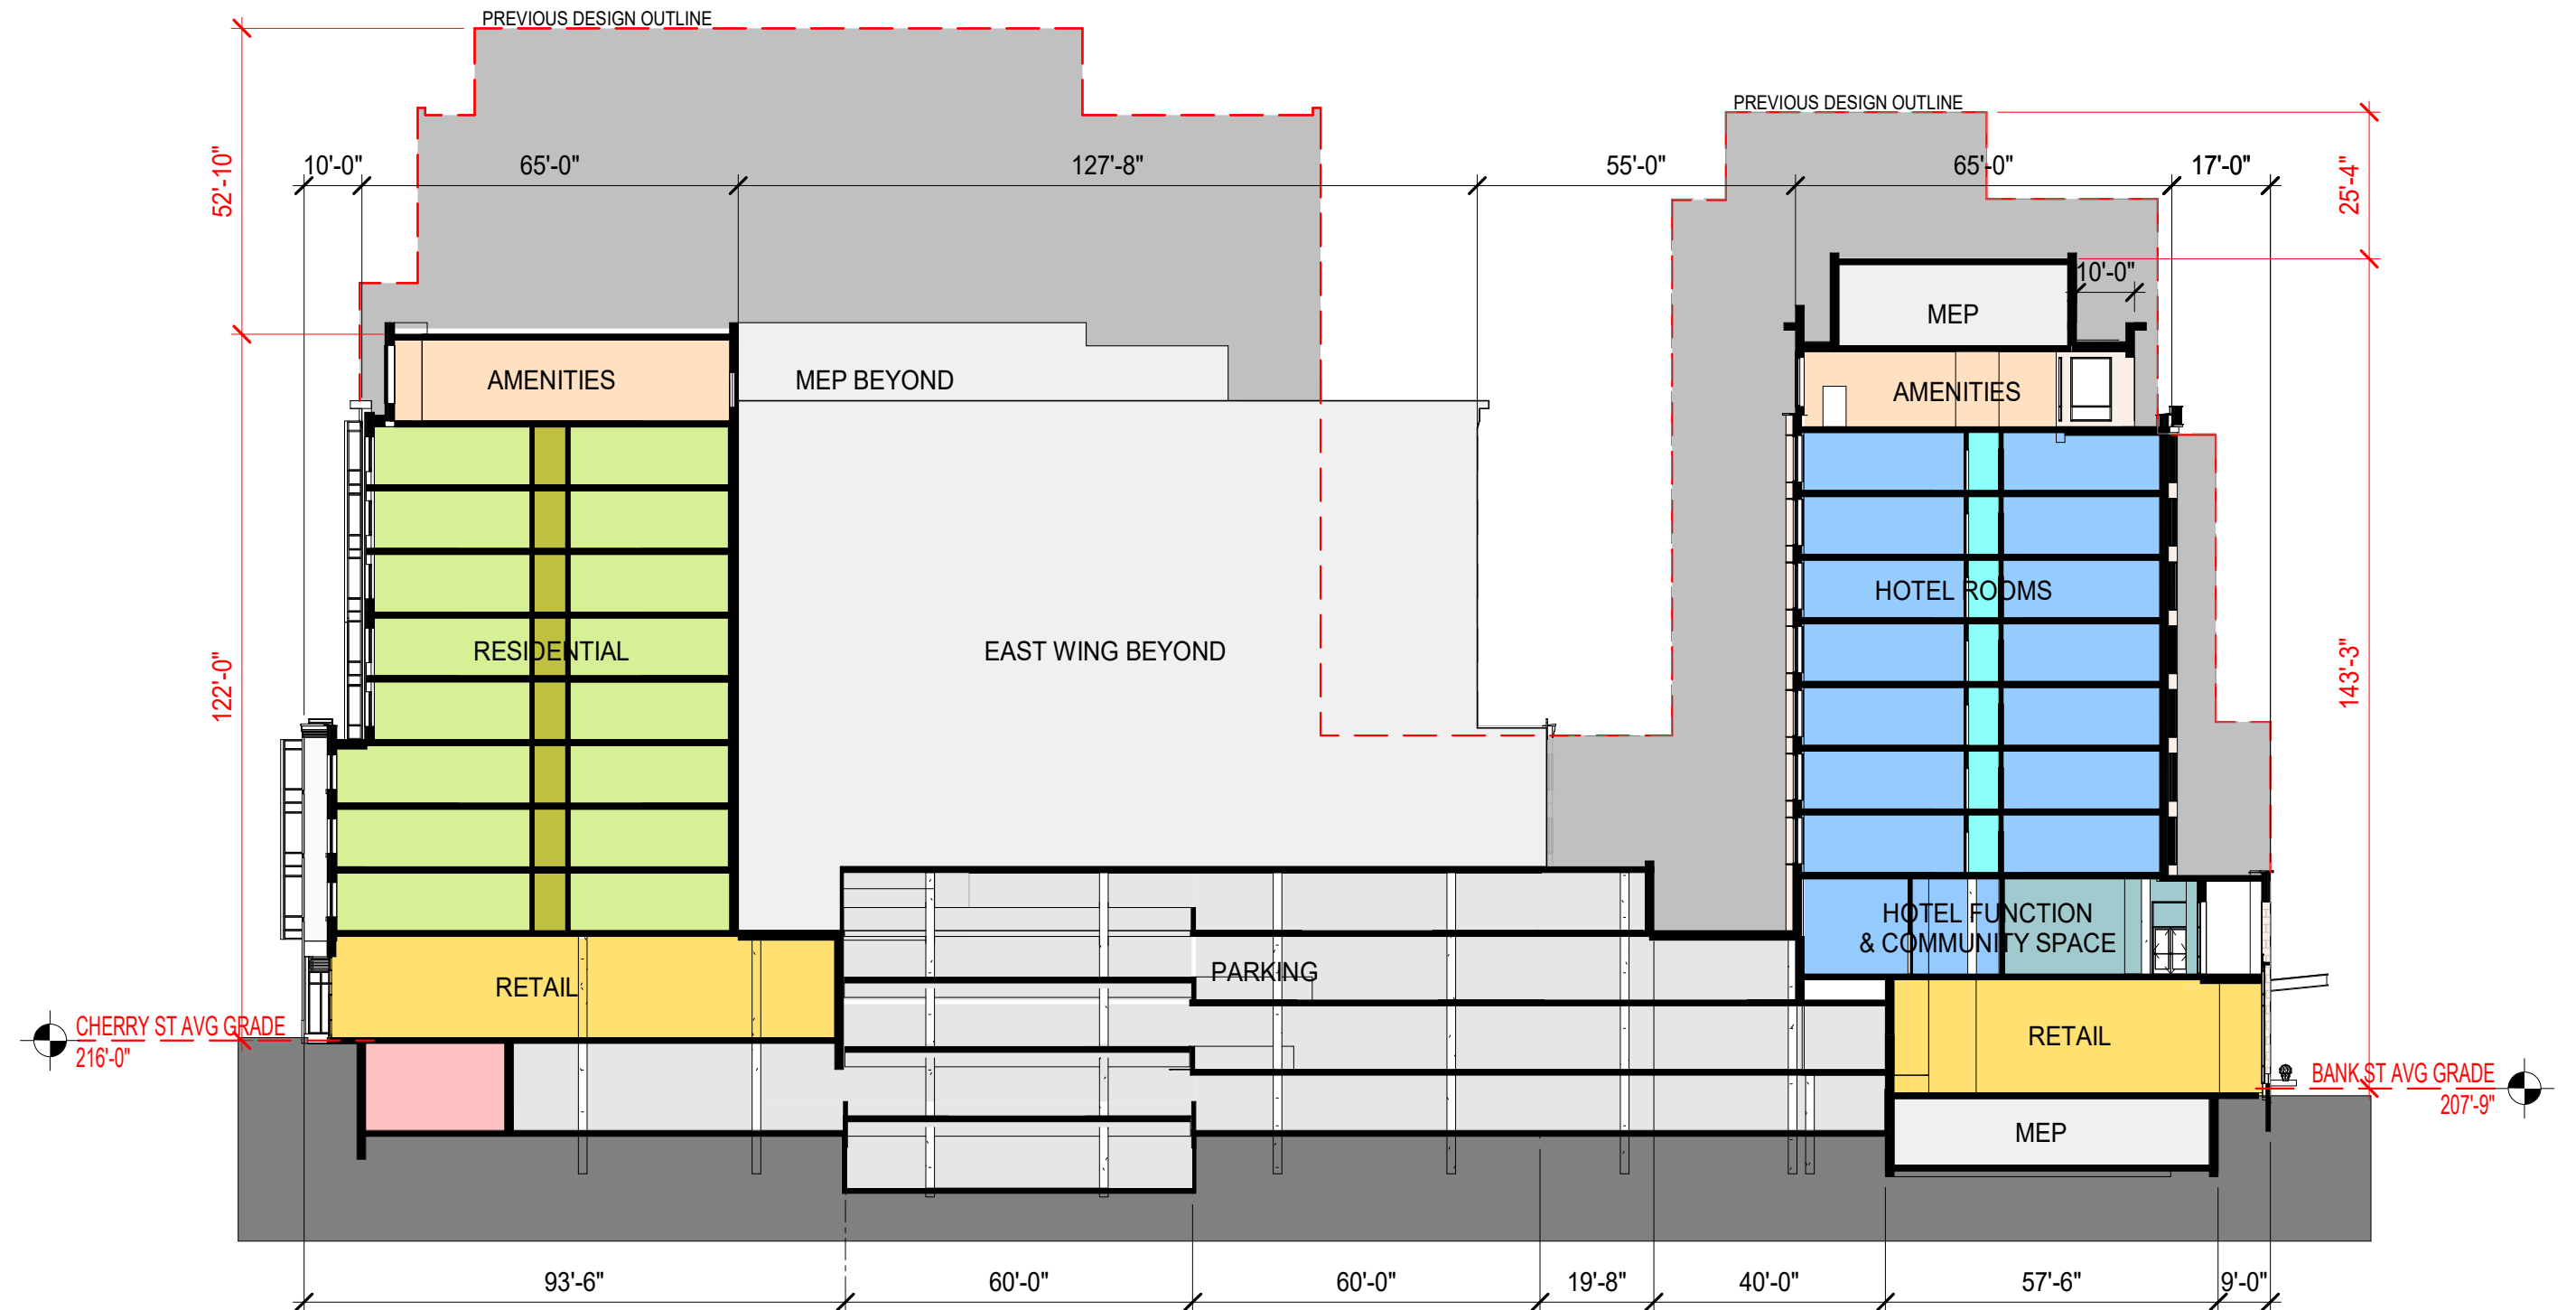 PREVIOUS DESIGN OUTLINE
PREVIOUS DESIGN OUTLINE
52'-10"
10'-0"
65'-0"
127'-8"
55'-0"
65'-0"
17'-0"
25'-4"
10'-0"
MEP
AMENITIES
MEP BEYOND
AMENITIES
HOTEL ROOMS
RESIDENTIAL
EAST WING BEYOND
122'-0"
143'-3"
HOTEL FUNCTION
& COMMUNITY SPACE
PARKING
RETAIL
CHERRY ST AVG GRADE
216'-0"
RETAIL
BANK ST AVG GRADE
207'-9"
MEP
93'-6"
60'-0"
60'-0"
19'-8"
40'-0"
57'-6"
9'-0"